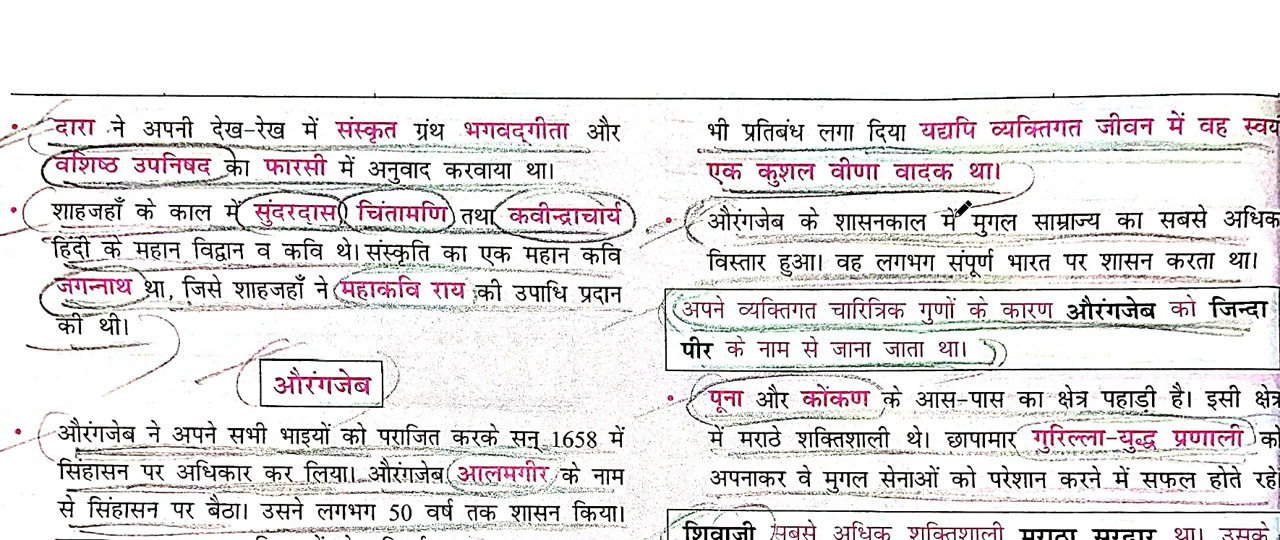 दारा ने अपनी देख-रेख में संस्कृत ग्रंथ भगवद्गीता और
वशिष्ठ उपनिषद का फारसी में अनुवाद करवाया था।
शाहजहाँ के काल में सुंदरदास चिंतामणि तथा कवीन्द्राचार्य
हिंदी के महान विद्वान व कवि थे। संस्कृति का एक महान कवि
जगन्नाथ था, जिसे शाहजहाँ ने महाकवि राय की उपाधि प्रदान
की थी।
औरंगजेब
औरंगजेब ने अपने सभी भाइयों को पराजित करके सन् 1658 में
सिंहासन पर अधिकार कर लिया। औरंगजेब आलमगीर के नाम
से सिंहासन पर बैठा। उसने लगभग 50 वर्ष तक शासन किया।
भी प्रतिबंध लगा दिया यद्यपि व्यक्तिगत जीवन में वह स्वयं
एक कुशल वीणा वादक था।
औरंगजेब के शासनकाल में मुगल साम्राज्य का सबसे अधिक
विस्तार हुआ। वह लगभग संपूर्ण भारत पर शासन करता था।
अपने व्यक्तिगत चारित्रिक गुणों के कारण औरंगजेब को जिन्दा
पीर के नाम से जाना जाता था।
पूना और कोंकण के आस-पास का क्षेत्र पहाड़ी है। इसी क्षेत्र
में मराठे शक्तिशाली थे। छापामार गुरिल्ला-युद्ध प्रणाली को
अपनाकर वे मुगल सेनाओं को परेशान करने में सफल होते रहे।
शिवाजी सबसे अधिक शक्तिशाली मराठा सरदार था। उसके